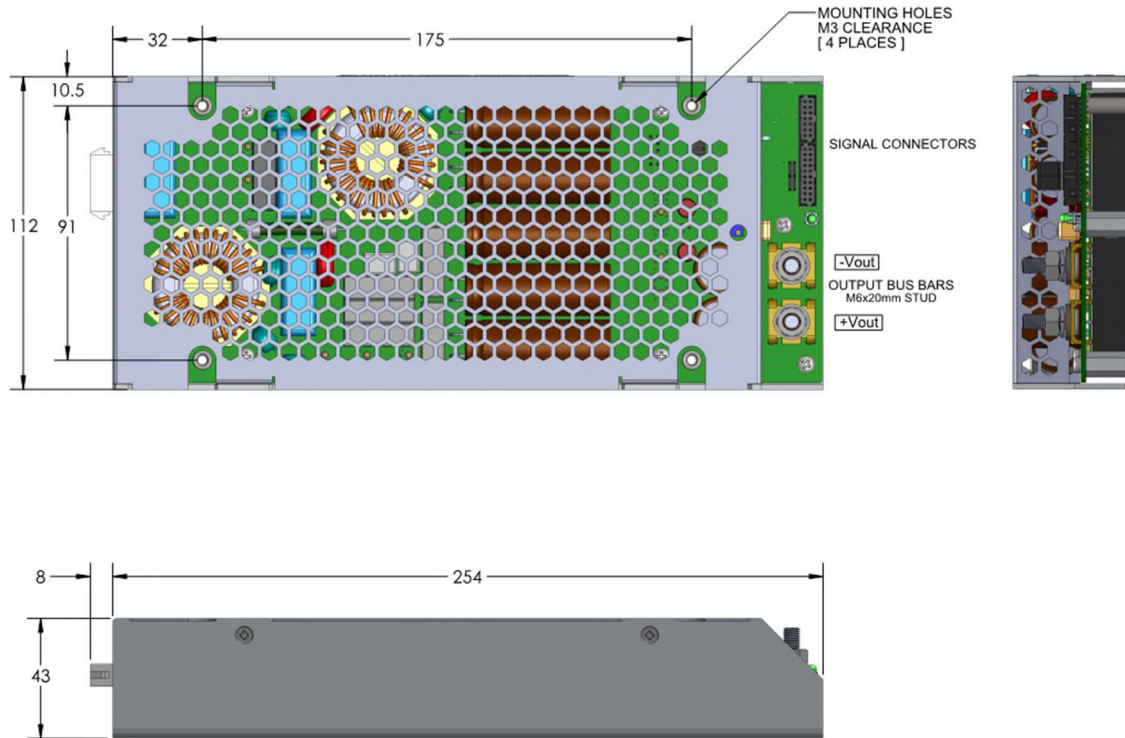 MOUNTING HOLES
M3 CLEARANCE
[ 4 PLACES ]
32
175
10.5
SIGNAL CONNECTORS
112
91
-Vout
OUTPUT BUS BARS
M6x20mm STUD
+Vout
8
254
43